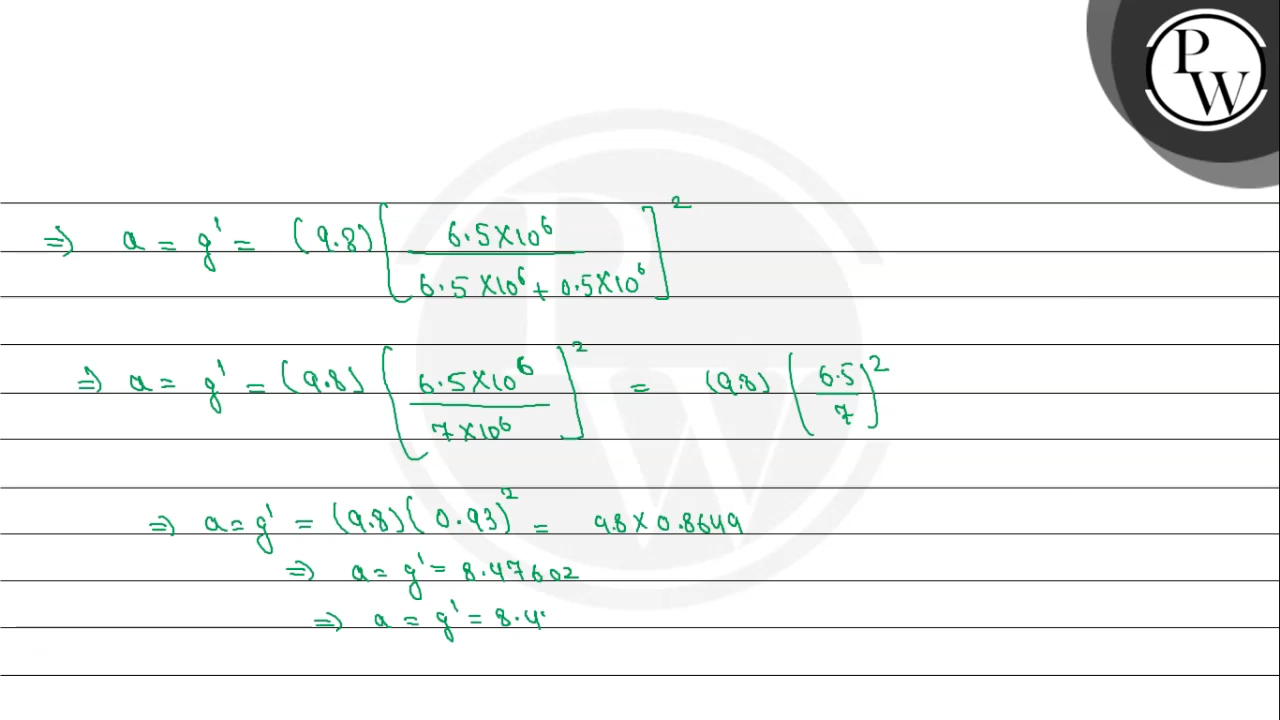 PW
⇒ a = g' = (9.8) [ 6.5×10⁶ / 6.5×10⁶ + 0.5×10⁶ ]²
⇒ a = g' = (9.8) [ 6.5×10⁶ / 7×10⁶ ]² = (9.8) ( 6.5 / 7 )²
⇒ a = g' = (9.8) (0.93)² = 9.8 × 0.8649
⇒ a = g' = 8.47602
⇒ a = g' = 8.4